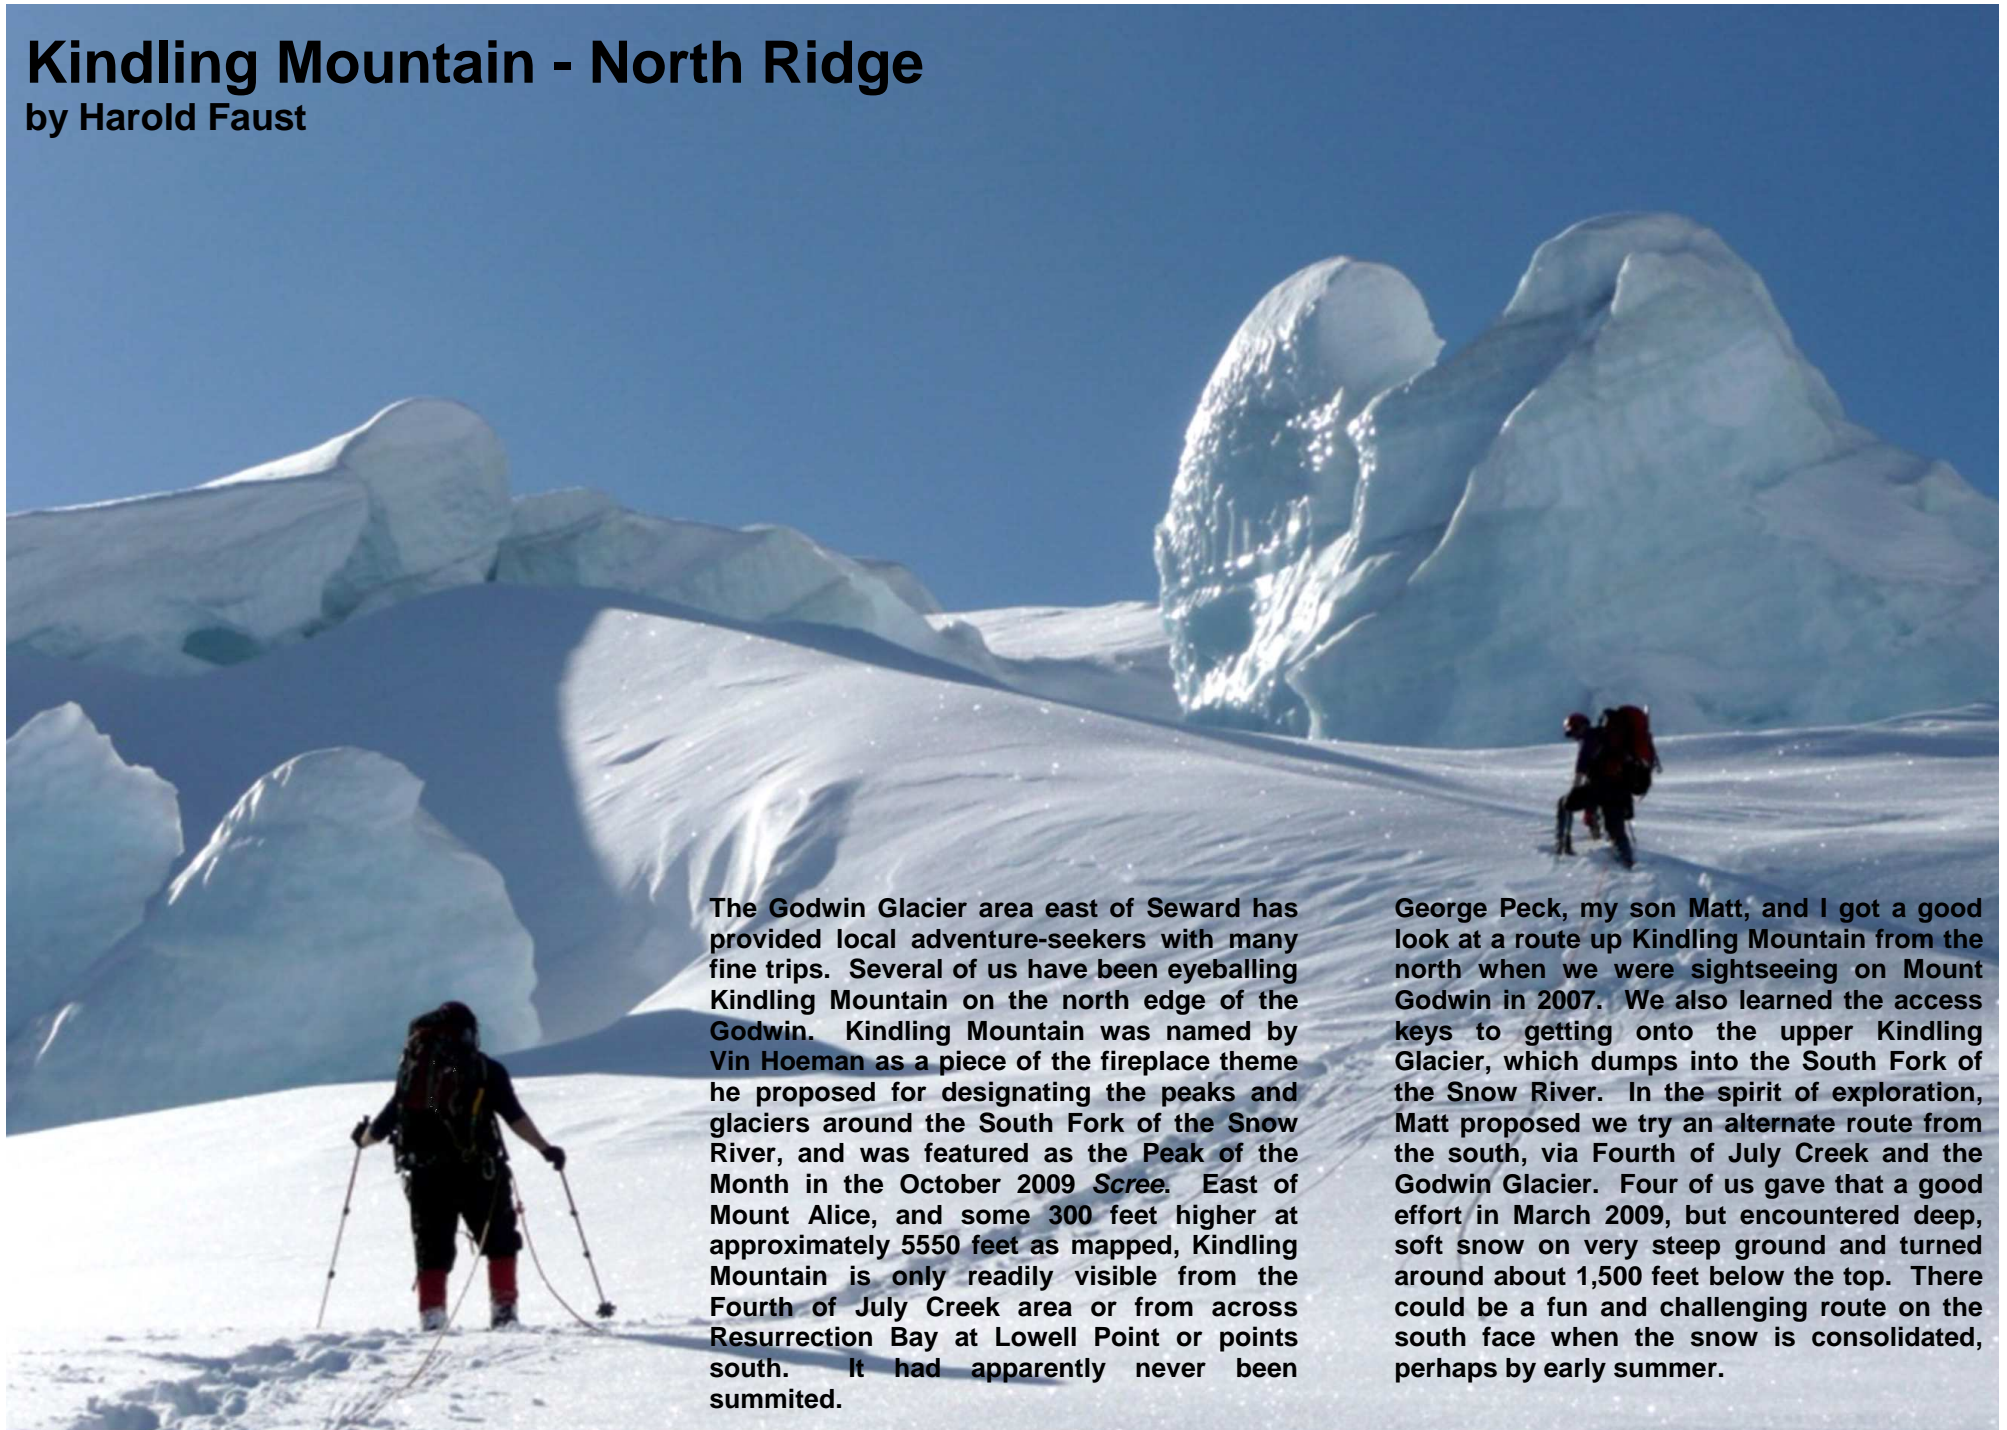 Kindling Mountain - North Ridge
by Harold Faust
The Godwin Glacier area east of Seward has
provided local adventure-seekers with many
fine trips. Several of us have been eyeballing
Kindling Mountain on the north edge of the
Godwin. Kindling Mountain was named by
Vin Hoeman as a piece of the fireplace theme
he proposed for designating the peaks and
glaciers around the South Fork of the Snow
River, and was featured as the Peak of the
Month in the October 2009 Scree. East of
Mount Alice, and some 300 feet higher at
approximately 5550 feet as mapped, Kindling
Mountain is only readily visible from the
Fourth of July Creek area or from across
Resurrection Bay at Lowell Point or points
south. It had apparently never been
summited.
George Peck, my son Matt, and I got a good
look at a route up Kindling Mountain from the
north when we were sightseeing on Mount
Godwin in 2007. We also learned the access
keys to getting onto the upper Kindling
Glacier, which dumps into the South Fork of
the Snow River. In the spirit of exploration,
Matt proposed we try an alternate route from
the south, via Fourth of July Creek and the
Godwin Glacier. Four of us gave that a good
effort in March 2009, but encountered deep,
soft snow on very steep ground and turned
around about 1,500 feet below the top. There
could be a fun and challenging route on the
south face when the snow is consolidated,
perhaps by early summer.